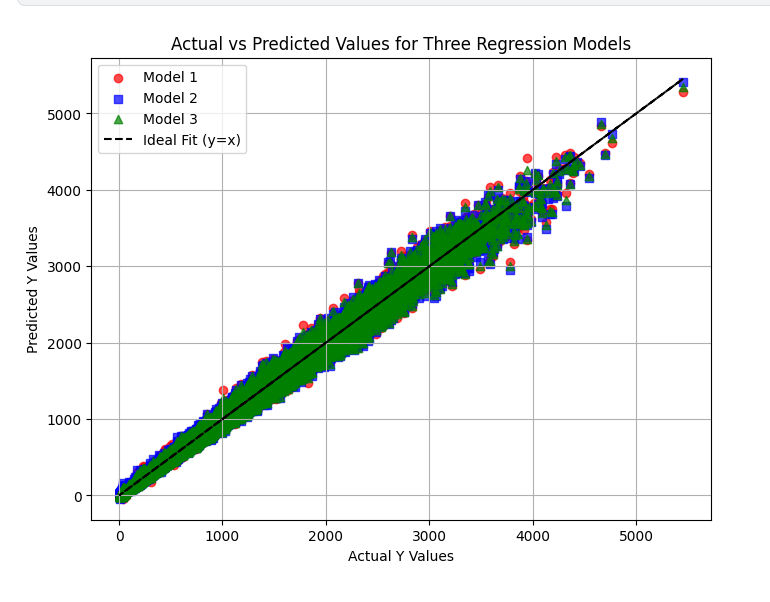 Actual vs Predicted Values for Three Regression Models
Model 1
Model 2
Model 3
Ideal Fit (y=x)
5000
4000
3000
2000
1000
0
Predicted Y Values
0 1000 2000 3000 4000 5000
Actual Y Values